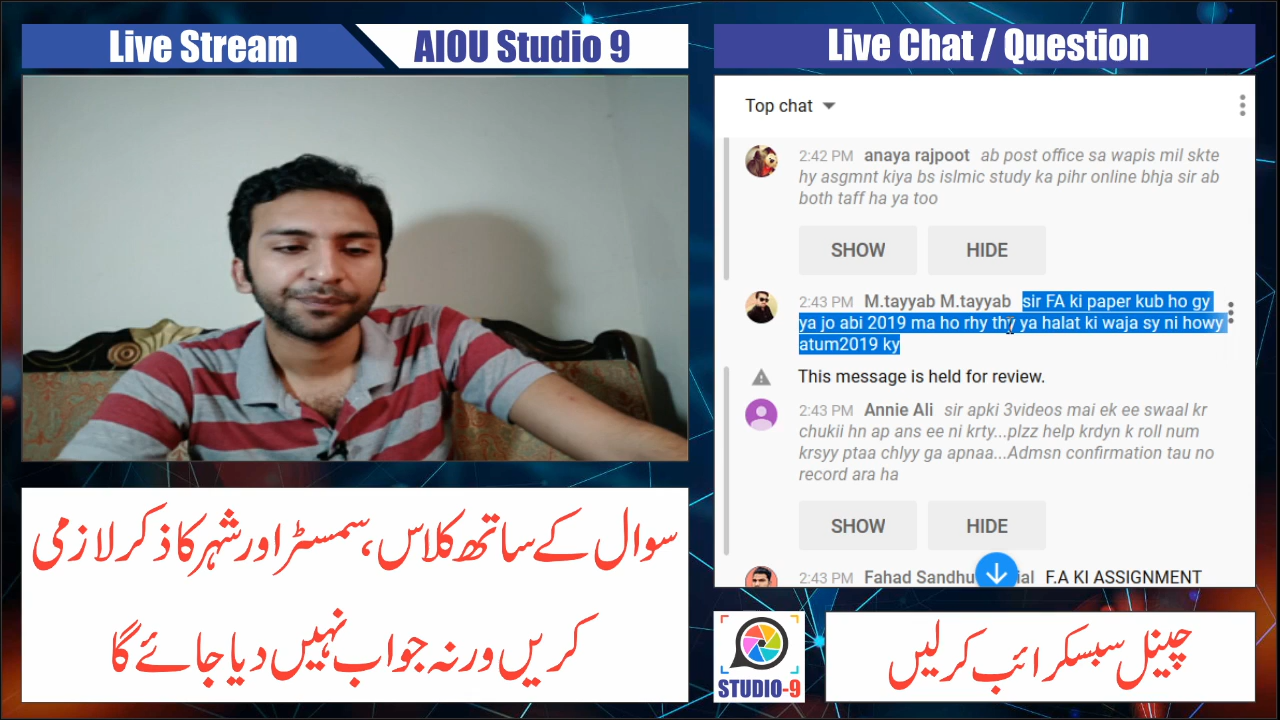 Live Stream
AIOU Studio 9
Live Chat / Question
Top chat
2:42 PM anaya rajpoot ab post office sa wapis mil skte
hy asgmnt kiya bs islmic study ka pihr online bhja sir ab
both taff ha ya too
SHOW HIDE
2:43 PM M.tayyab M.tayyab sir FA ki paper kub ho gy
ya jo abi 2019 ma ho rhy thy ya halat ki waja sy ni howy
atum2019 ky
This message is held for review.
2:43 PM Annie Ali sir apki 3videos mai ek ee swaal kr
chukii hn ap ans ee ni krty...plzz help krdyn k roll num
krsyy ptaa chlyy ga apnaa...Admsn confirmation tau no
record ara ha
SHOW HIDE
2:43 PM Fahad Sandhu F.A KI ASSIGNMENT
سوال کے ساتھ کلاس، سمسٹر اور شہر کا ذکر لازمی
کریں ورنہ جواب نہیں دیا جائے گا
STUDIO-9
چینل سبسکرائب کر لیں